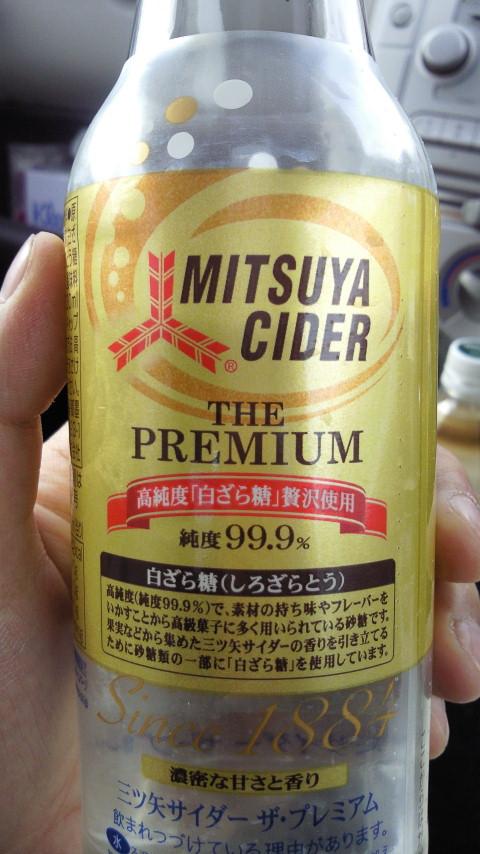 MITSUYA
CIDER
®
THE
PREMIUM
高純度「白ざら糖」贅沢使用
純度99.9%
白ざら糖(しろざらとう)
高純度(純度99.9%)で、素材の持ち味やフレーバーを
いかすことから高級菓子に多く用いられている砂糖です。
果実などから集めた三ツ矢サイダーの香りを引き立てる
ために砂糖類の一部に「白ざら糖」を使用しています。
Since 1884
濃密な甘さと香り
三ツ矢サイダー ザ・プレミアム
飲まれつづけている理由があります。
水